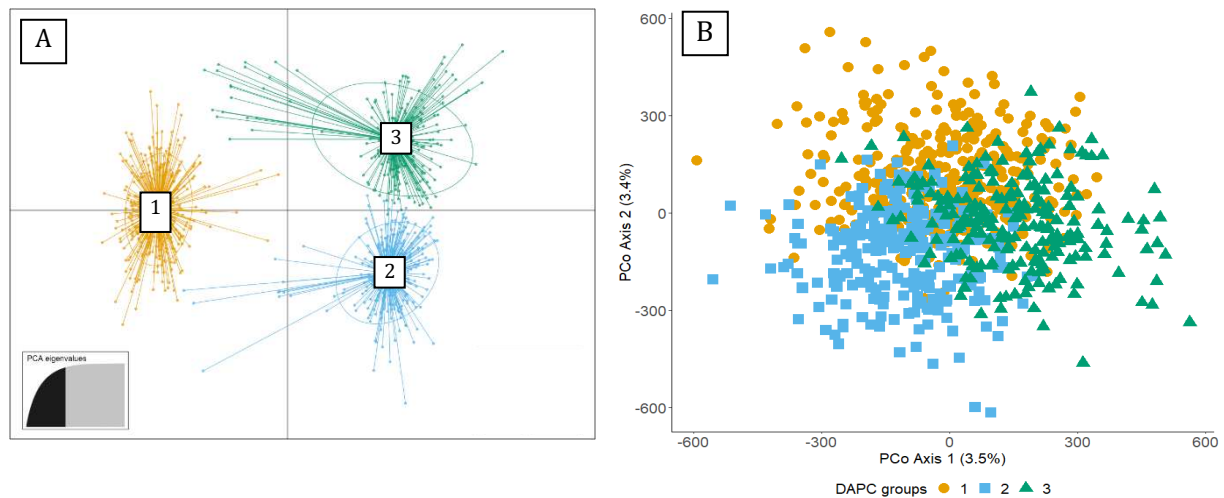 A
3
1
2
PCA eigenvalues
B
600
300
0
-300
-600
PCo Axis 2 (3.4%)
-600 -300 0 300 600
PCo Axis 1 (3.5%)
DAPC groups 1 2 3